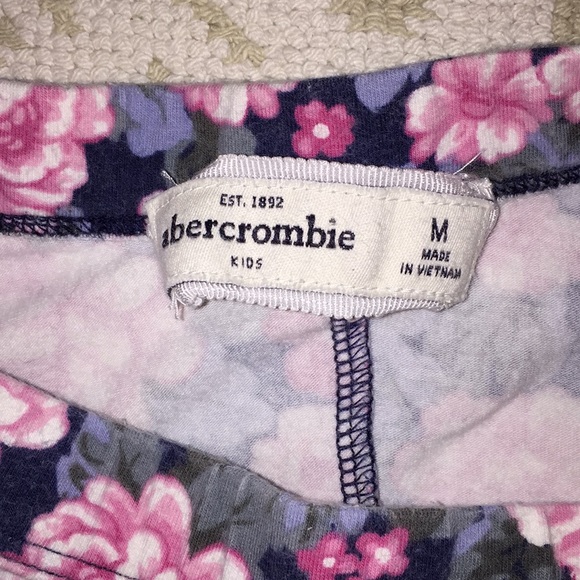 EST. 1892
abercrombie
KIDS
M
MADE
IN VIETNAM